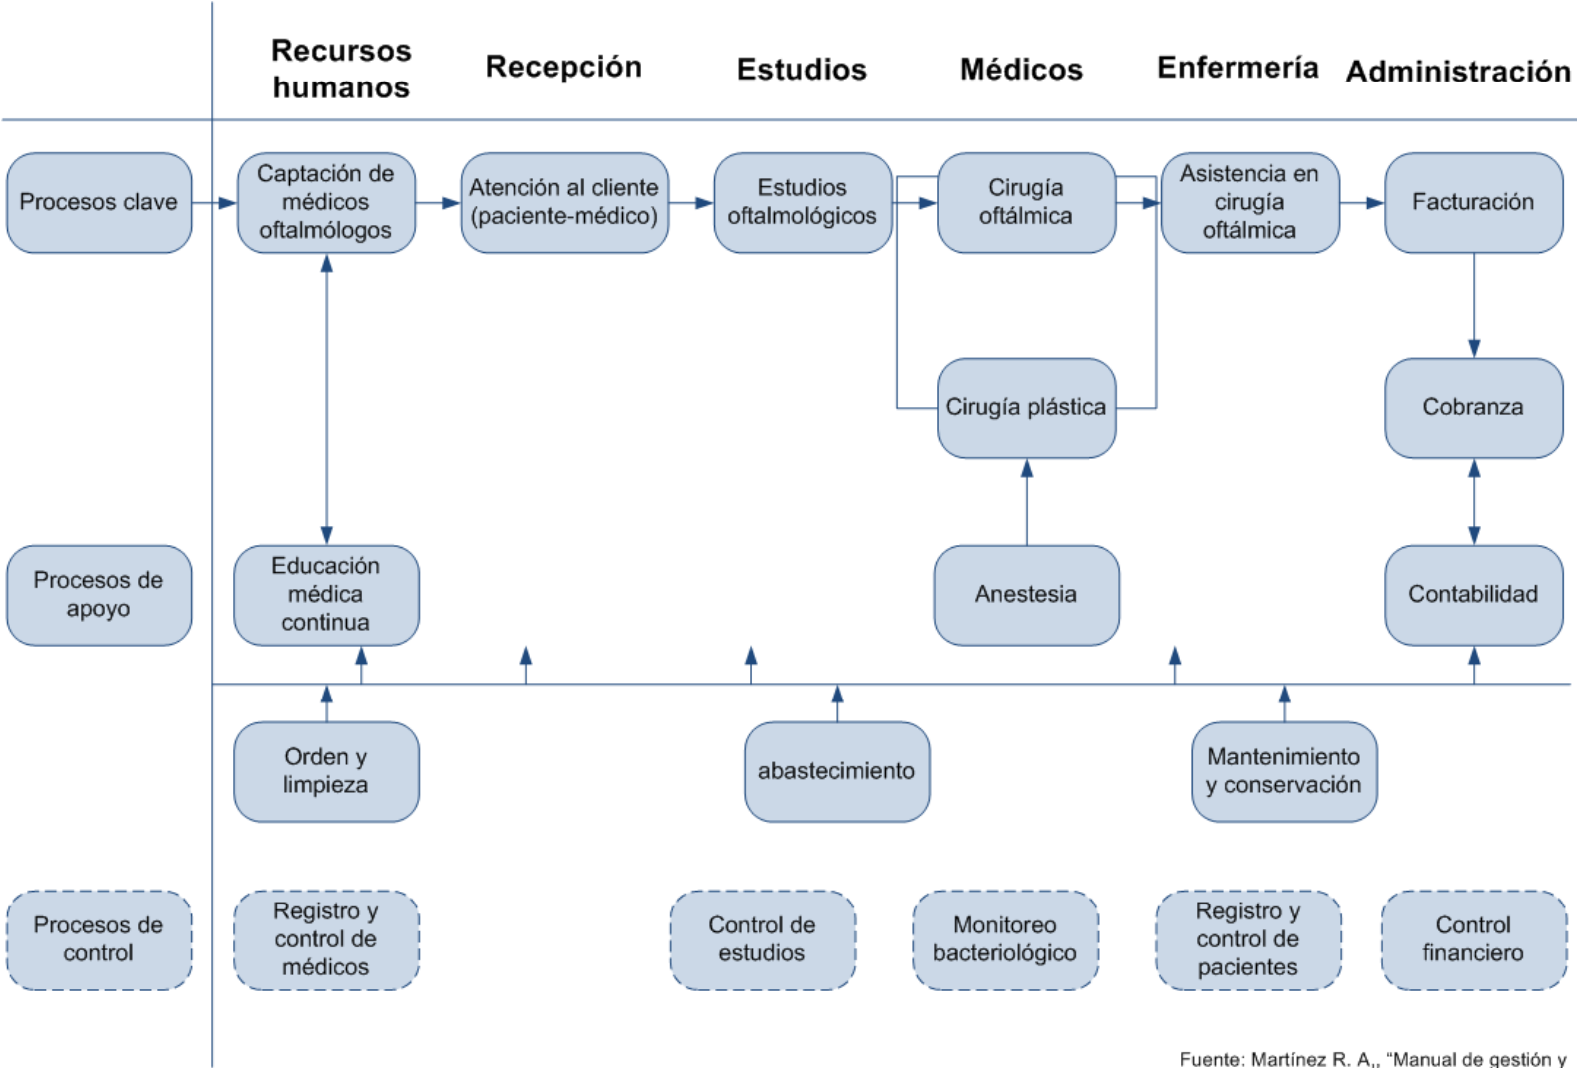 Recursos
humanos
Recepción
Estudios
Médicos
Enfermería
Administración
Procesos clave
Captación de
médicos
oftalmólogos
Atención al cliente
(paciente-médico)
Estudios
oftalmológicos
Cirugía
oftálmica
Asistencia en
cirugía
oftálmica
Facturación
Cirugía plástica
Cobranza
Procesos de
apoyo
Educación
médica
continua
Anestesia
Contabilidad
Orden y
limpieza
abastecimiento
Mantenimiento
y conservación
Procesos de
control
Registro y
control de
médicos
Control de
estudios
Monitoreo
bacteriológico
Registro y
control de
pacientes
Control
financiero
Fuente: Martínez R. A,, “Manual de gestión y